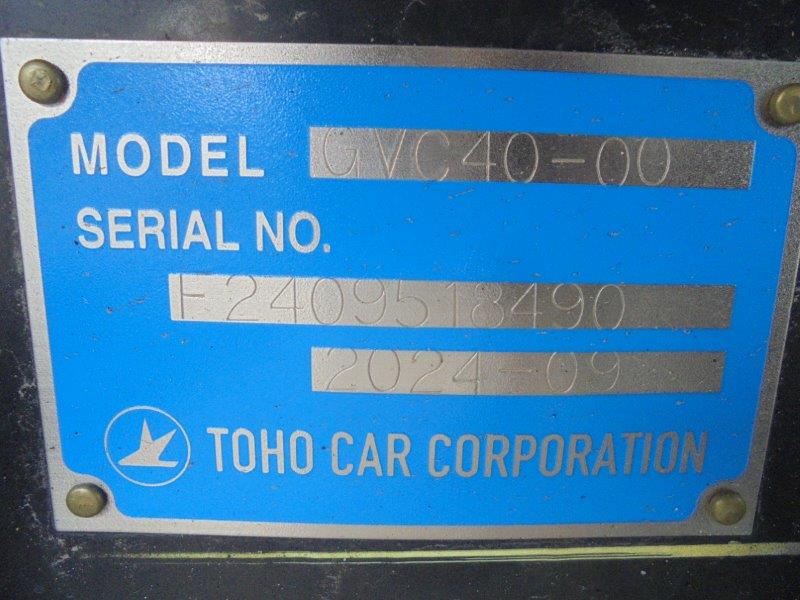 MODEL GVC40-00
SERIAL NO.
F2409518490
2024-09
TOHO CAR CORPORATION